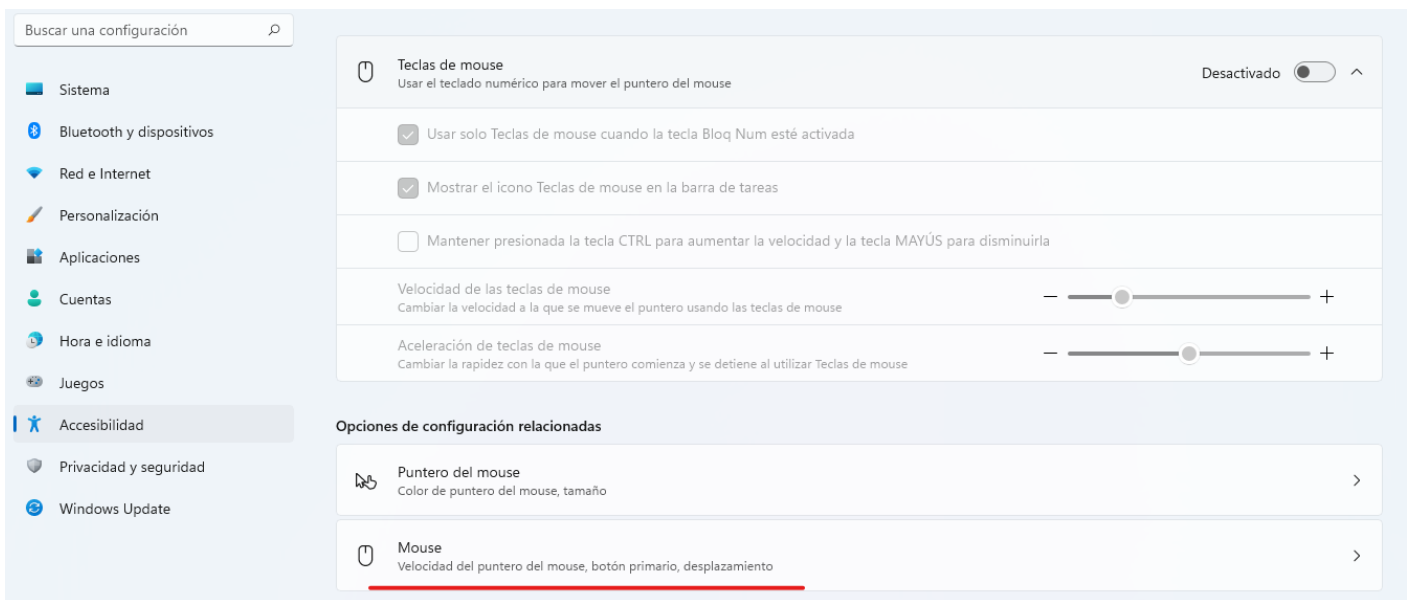 Buscar una configuración
Sistema
Bluetooth y dispositivos
Red e Internet
Personalización
Aplicaciones
Cuentas
Hora e idioma
Juegos
Accesibilidad
Privacidad y seguridad
Windows Update
Teclas de mouse
Usar el teclado numérico para mover el puntero del mouse
Desactivado
Usar solo Teclas de mouse cuando la tecla Bloq Num esté activada
Mostrar el icono Teclas de mouse en la barra de tareas
Mantener presionada la tecla CTRL para aumentar la velocidad y la tecla MAYÚS para disminuirla
Velocidad de las teclas de mouse
Cambiar la velocidad a la que se mueve el puntero usando las teclas de mouse
Aceleración de teclas de mouse
Cambiar la rapidez con la que el puntero comienza y se detiene al utilizar Teclas de mouse
Opciones de configuración relacionadas
Puntero del mouse
Color de puntero del mouse, tamaño
Mouse
Velocidad del puntero del mouse, botón primario, desplazamiento